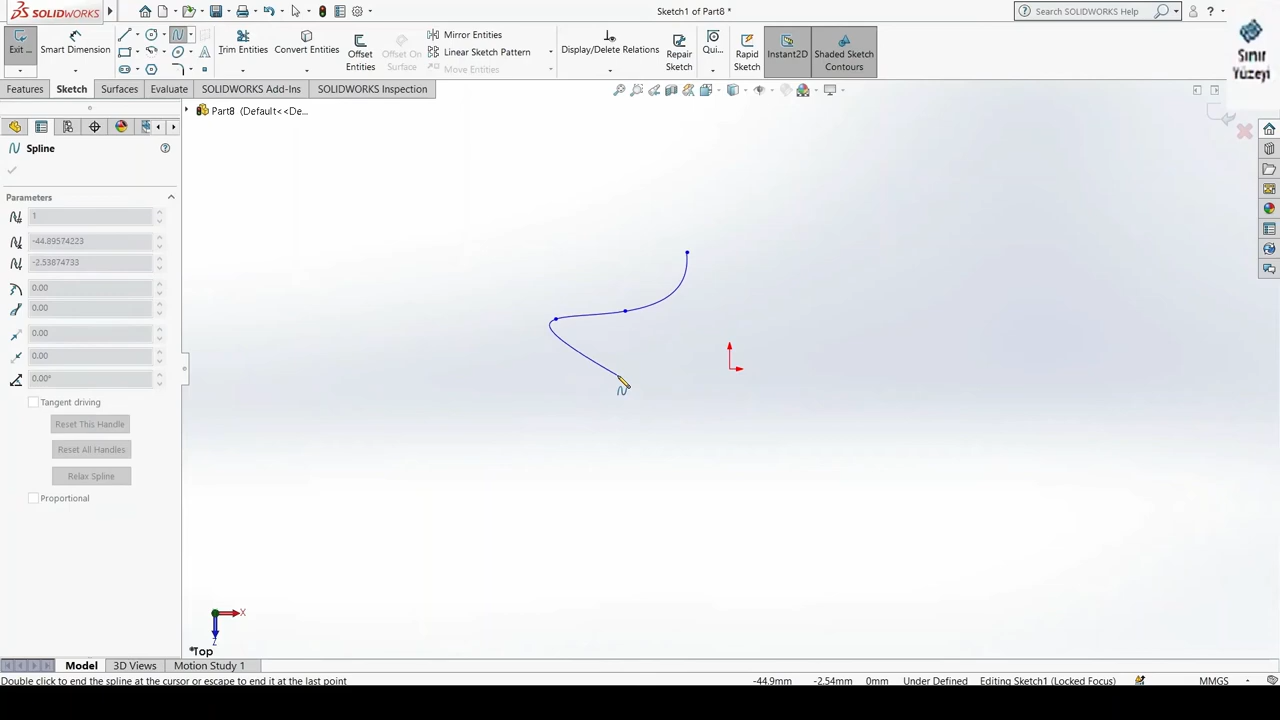 SOLIDWORKS
Sketch1 of Part8 *
Search SOLIDWORKS Help
?
Sınır
Yüzeyi
Exit ...
Smart Dimension
Trim Entities
Convert Entities
Offset
Entities
Offset On
Surface
Mirror Entities
Linear Sketch Pattern
Move Entities
Display/Delete Relations
Repair
Sketch
Qui...
Rapid
Sketch
Instant2D
Shaded Sketch
Contours
Features
Sketch
Surfaces
Evaluate
SOLIDWORKS Add-Ins
SOLIDWORKS Inspection
Part8 (Default<<De...
Spline
Parameters
1
-44.89574223
-2.53874733
0.00
0.00
0.00
0.00
0.00°
Tangent driving
Reset This Handle
Reset All Handles
Relax Spline
Proportional
X
Z
*Top
Model
3D Views
Motion Study 1
Double click to end the spline at the cursor or escape to end it at the last point
-44.9mm
-2.54mm
0mm
Under Defined
Editing Sketch1 (Locked Focus)
MMGS